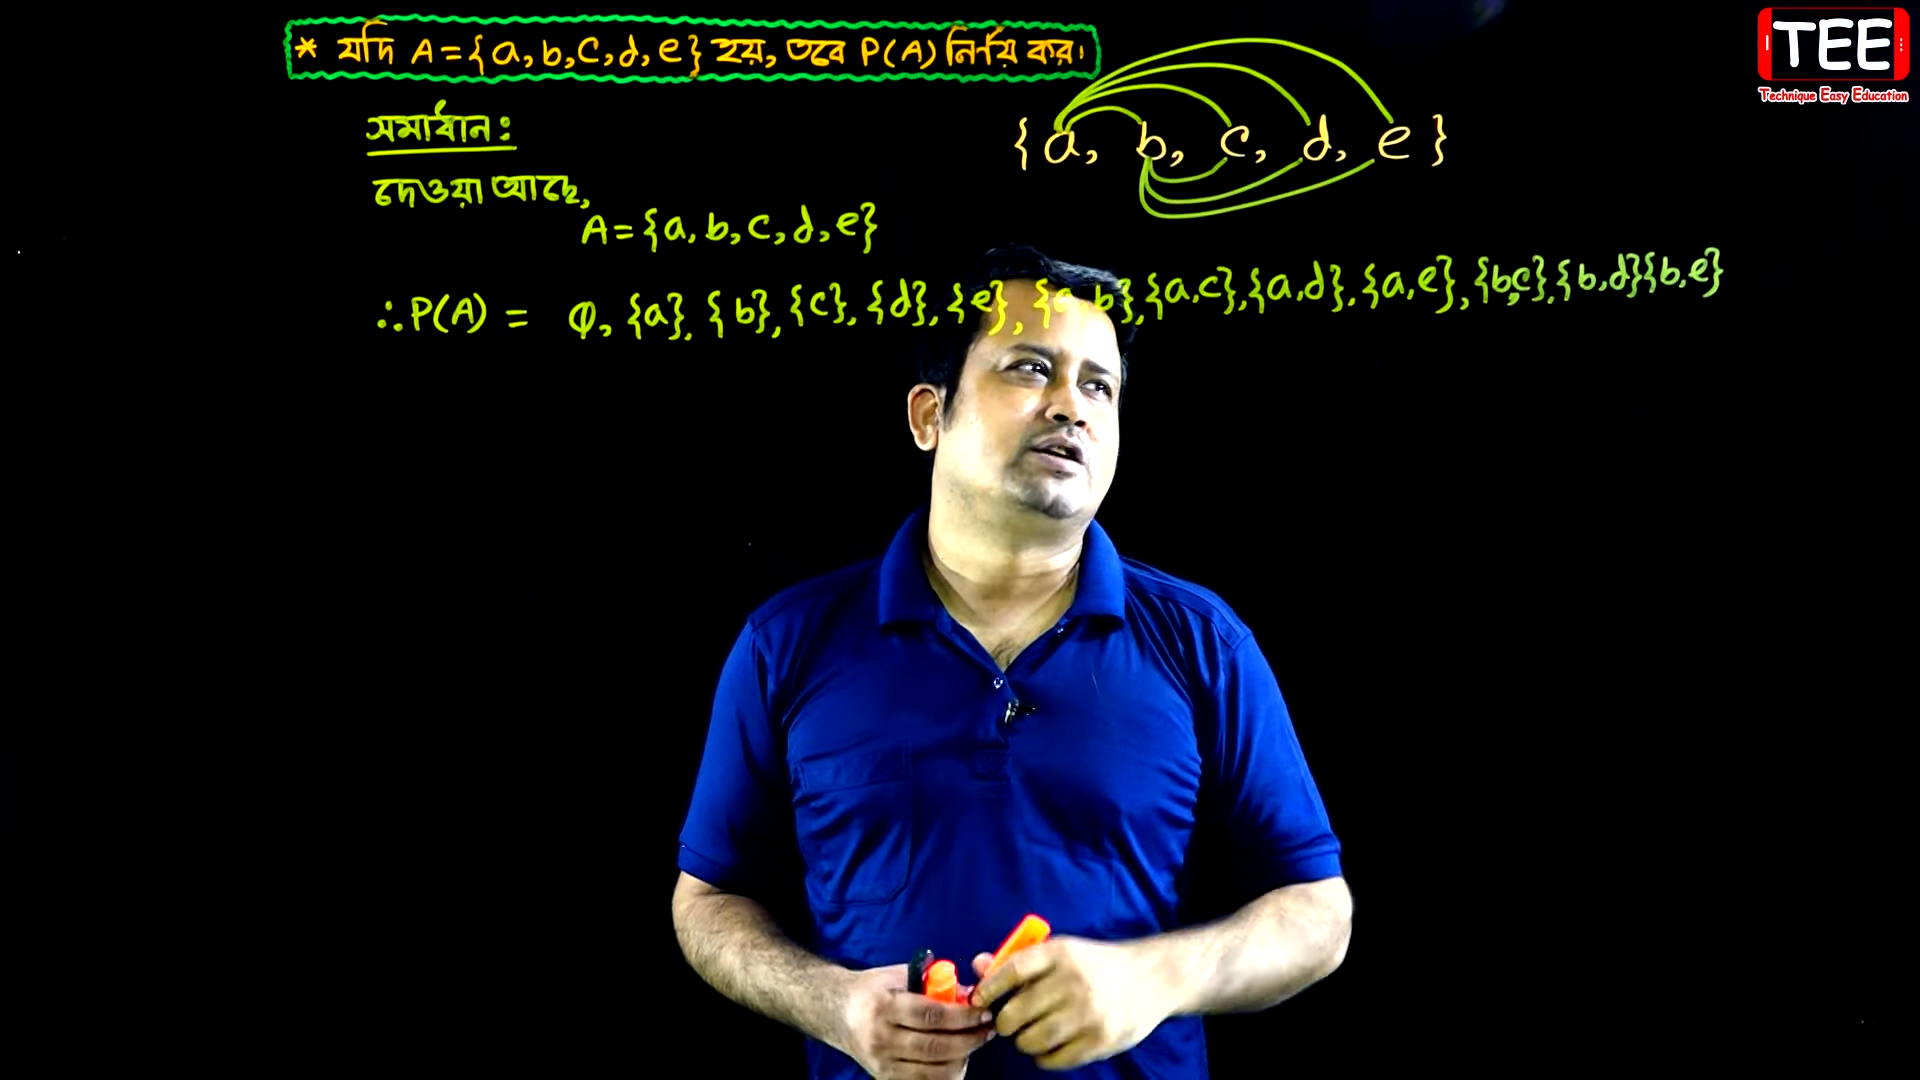 * যদি A={a,b,c,d,e} হয়, তবে P(A) নির্ণয় কর।
TEE
Technique Easy Education
সমাধান:
{a, b, c, d, e}
দেওয়া আছে,
A={a,b,c,d,e}
∴P(A) = φ, {a}, {b}, {c}, {d}, {e}, {a,b}, {a,c}, {a,d}, {a,e}, {b,c}, {b,d}{b,e}